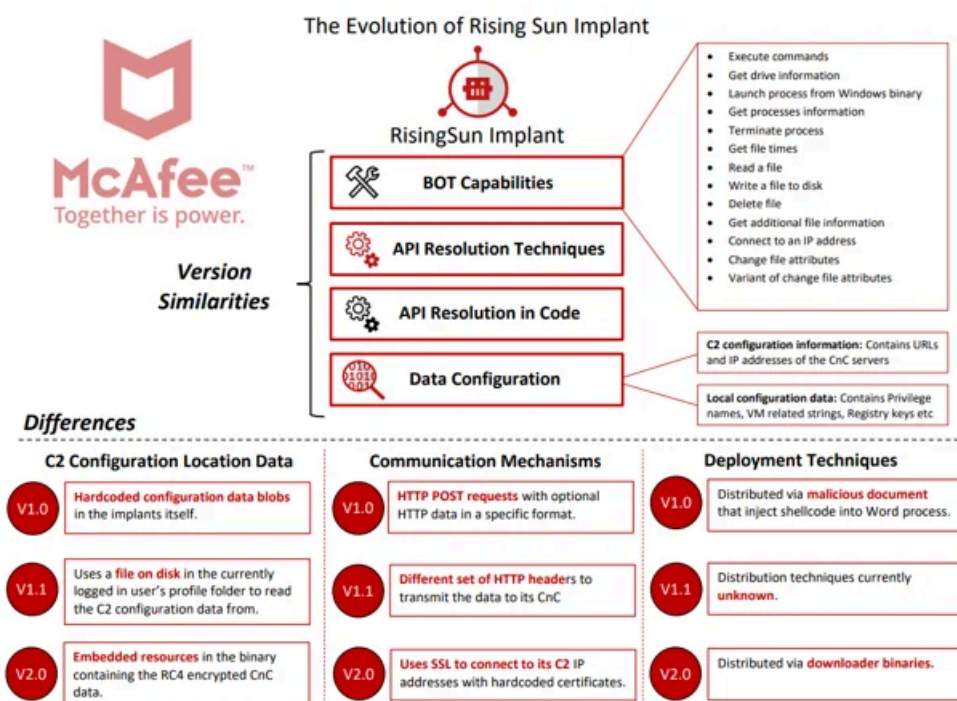 The Evolution of Rising Sun Implant
McAfee™
Together is power.
RisingSun Implant
Version
Similarities
BOT Capabilities
API Resolution Techniques
API Resolution in Code
Data Configuration
• Execute commands
• Get drive information
• Launch process from Windows binary
• Get processes information
• Terminate process
• Get file times
• Read a file
• Write a file to disk
• Delete file
• Get additional file information
• Connect to an IP address
• Change file attributes
• Variant of change file attributes
C2 configuration information: Contains URLs
and IP addresses of the CnC servers
Local configuration data: Contains Privilege
names, VM related strings, Registry keys etc
Differences
C2 Configuration Location Data
V1.0
Hardcoded configuration data blobs
in the implants itself.
V1.1
Uses a file on disk in the currently
logged in user's profile folder to read
the C2 configuration data from.
V2.0
Embedded resources in the binary
containing the RC4 encrypted CnC
data.
Communication Mechanisms
V1.0
HTTP POST requests with optional
HTTP data in a specific format.
V1.1
Different set of HTTP headers to
transmit the data to its CnC
V2.0
Uses SSL to connect to its C2 IP
addresses with hardcoded certificates.
Deployment Techniques
V1.0
Distributed via malicious document
that inject shellcode into Word process.
V1.1
Distribution techniques currently
unknown.
V2.0
Distributed via downloader binaries.